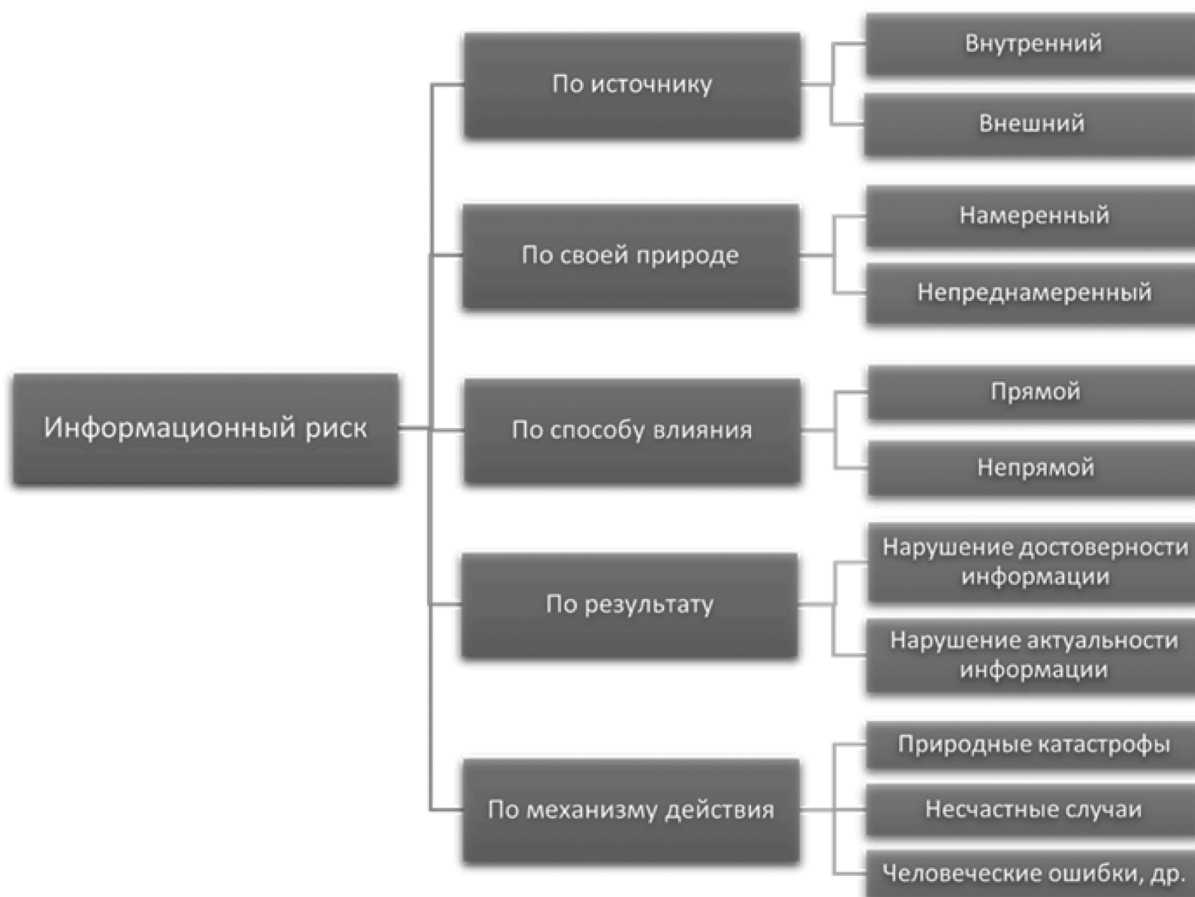 Информационный риск
По источнику
Внутренний
Внешний
По своей природе
Намеренный
Непреднамеренный
По способу влияния
Прямой
Непрямой
По результату
Нарушение достоверности
информации
Нарушение актуальности
информации
По механизму действия
Природные катастрофы
Несчастные случаи
Человеческие ошибки, др.